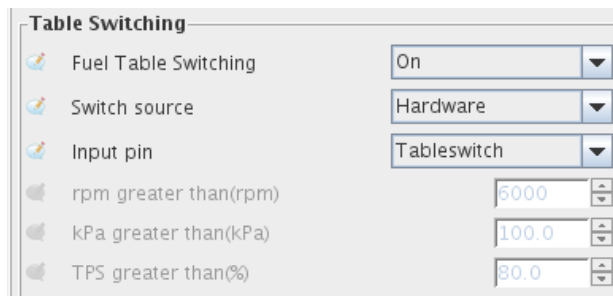 Table Switching
Fuel Table Switching On
Switch source Hardware
Input pin Tableswitch
rpm greater than(rpm) 6000
kPa greater than(kPa) 100.0
TPS greater than(%) 80.0